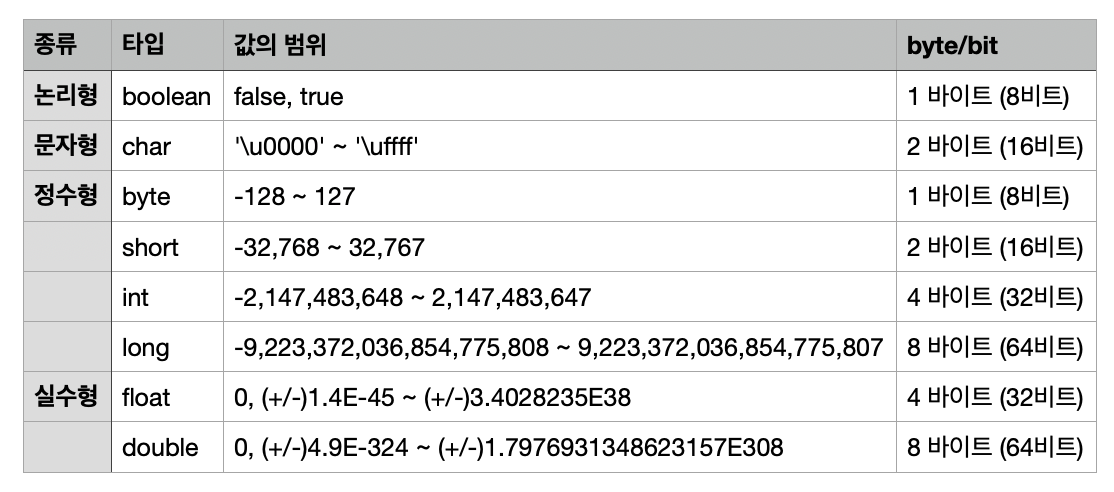 종류 타입 값의 범위 byte/bit
논리형 boolean false, true 1 바이트 (8비트)
문자형 char '\u0000' ~ '\uffff' 2 바이트 (16비트)
정수형 byte -128 ~ 127 1 바이트 (8비트)
short -32,768 ~ 32,767 2 바이트 (16비트)
int -2,147,483,648 ~ 2,147,483,647 4 바이트 (32비트)
long -9,223,372,036,854,775,808 ~ 9,223,372,036,854,775,807 8 바이트 (64비트)
실수형 float 0, (+/-)1.4E-45 ~ (+/-)3.4028235E38 4 바이트 (32비트)
double 0, (+/-)4.9E-324 ~ (+/-)1.7976931348623157E308 8 바이트 (64비트)